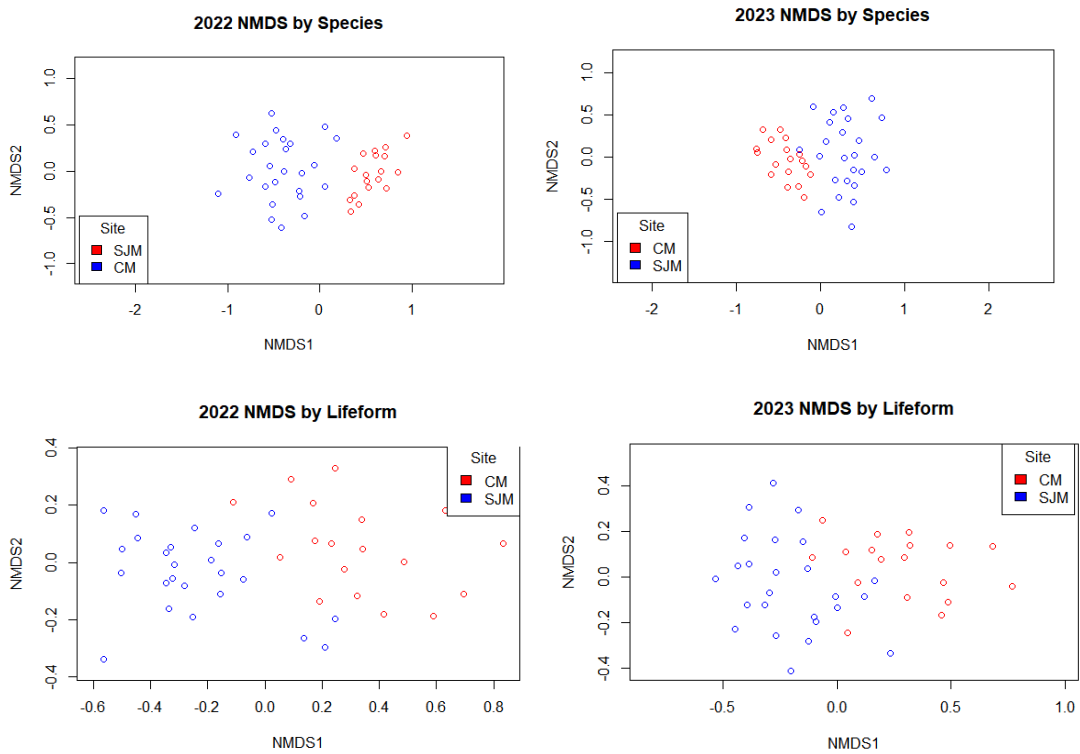 2022 NMDS by Species
NMDS2
1.0
0.5
0.0
-0.5
-1.0
Site
SJM
CM
-2
-1
0
1
NMDS1
2023 NMDS by Species
NMDS2
1.0
0.5
0.0
-0.5
-1.0
Site
CM
SJM
-2
-1
0
1
2
NMDS1
2022 NMDS by Lifeform
NMDS2
0.4
0.2
0.0
-0.2
-0.4
Site
CM
SJM
-0.6
-0.4
-0.2
0.0
0.2
0.4
0.6
0.8
NMDS1
2023 NMDS by Lifeform
NMDS2
0.4
0.2
0.0
-0.2
-0.4
Site
CM
SJM
-0.5
0.0
0.5
1.0
NMDS1